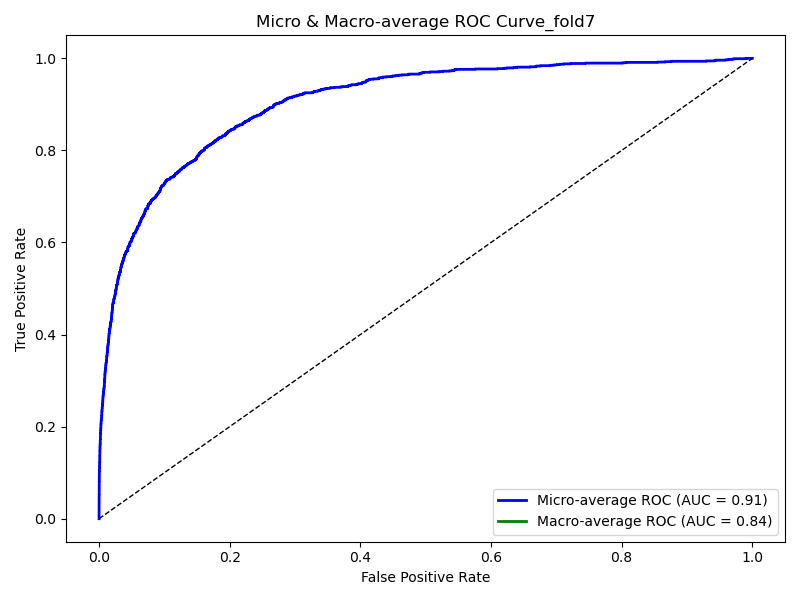 Micro & Macro-average ROC Curve_fold7
True Positive Rate
1.0
0.8
0.6
0.4
0.2
0.0
Micro-average ROC (AUC = 0.91)
Macro-average ROC (AUC = 0.84)
0.0 0.2 0.4 0.6 0.8 1.0
False Positive Rate